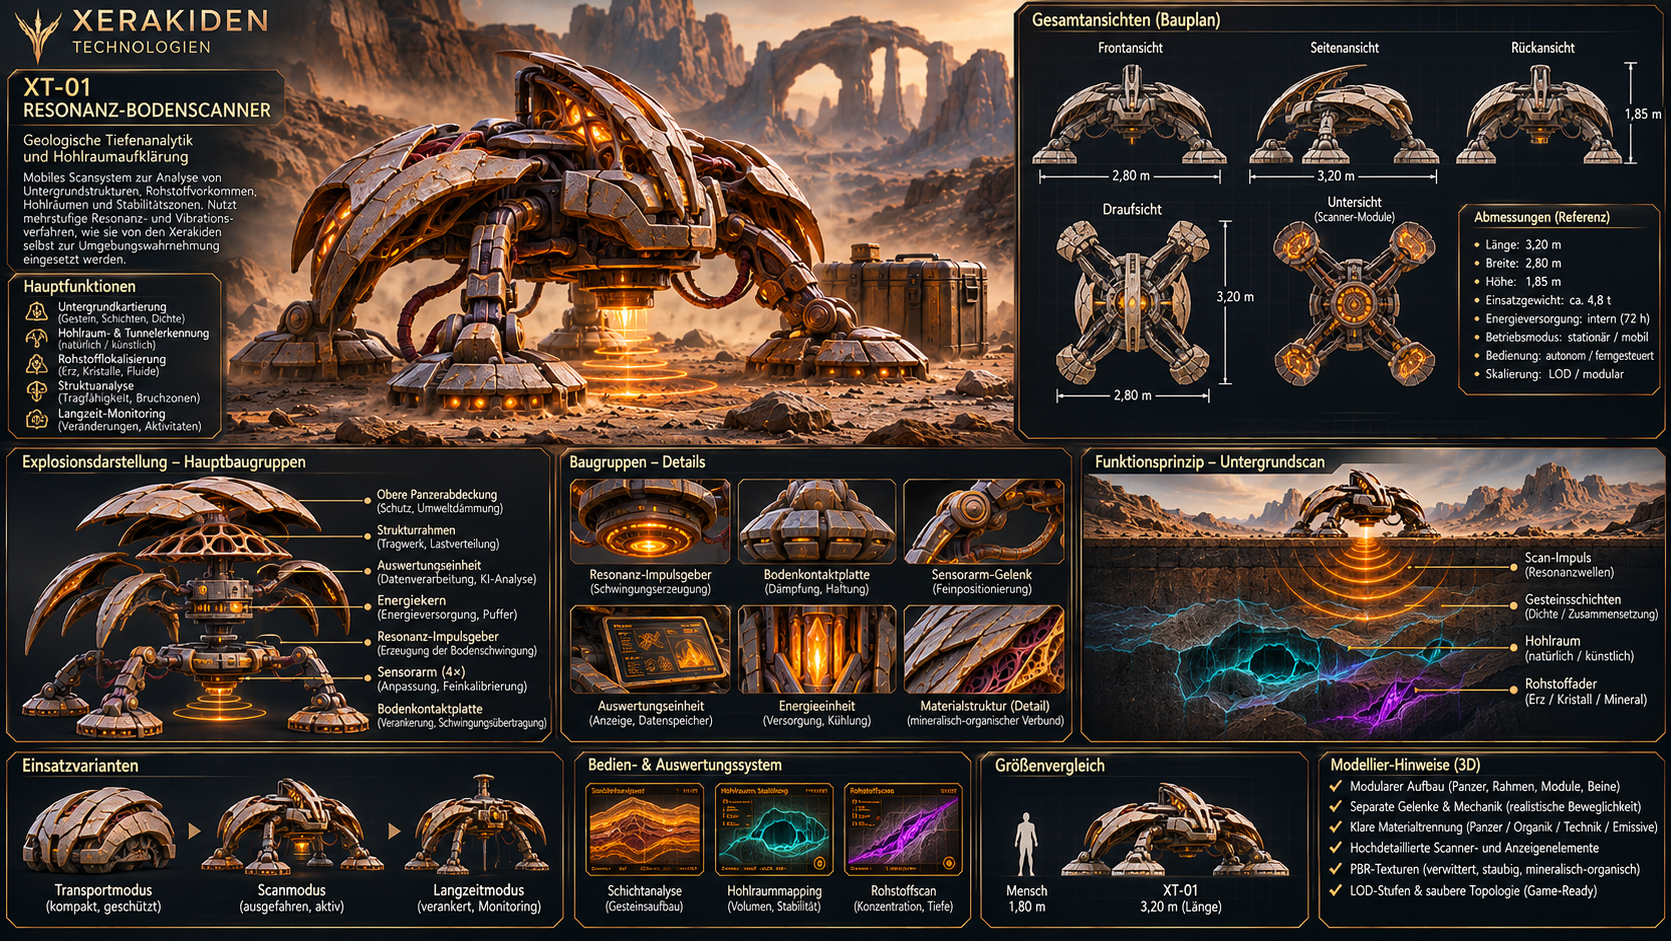 XERAKIDEN
TECHNOLOGIEN
XT-01
RESONANZ-BODENSCANNER
Geologische Tiefenanalytik
und Hohlraumaufklärung
Mobiles Scansystem zur Analyse von
Untergrundstrukturen, Rohstoffvorkommen,
Hohlräumen und Stabilitätszonen. Nutzt
mehrstufige Resonanz- und Vibrations-
verfahren, wie sie von den Xerakiden
selbst zur Umgebungswahrnehmung
eingesetzt werden.
Hauptfunktionen
Untergrundkartierung
(Gestein, Schichten, Dichte)
Hohlraum- & Tunnelerkennung
(natürlich / künstlich)
Rohstofflokalisierung
(Erz, Kristalle, Fluide)
Struktuanalyse
(Tragfähigkeit, Bruchzonen)
Langzeit-Monitoring
(Veränderungen, Aktivitaten)
Gesamtansichten (Bauplan)
Frontansicht
Seitenansicht
Rückansicht
1,85 m
2,80 m
3,20 m
Draufsicht
Untersicht
(Scanner-Module)
3,20 m
2,80 m
Abmessungen (Referenz)
Länge: 3,20 m
Breite: 2,80 m
Höhe: 1,85 m
Einsatzgewicht: ca. 4,8 t
Energieversorgung: intern (72 h)
Betriebsmodus: stationär / mobil
Bedienung: autonom / ferngesteuert
Skalierung: LOD / modular
Explosionsdarstellung – Hauptbaugruppen
Obere Panzerabdeckung
(Schutz, Umweltdämmung)
Strukturrahmen
(Tragwerk, Lastverteilung)
Auswertungseinheit
(Datenverarbeitung, KI-Analyse)
Energiekern
(Energieversorgung, Puffer)
Resonanz-Impulsgeber
(Erzeugung der Bodenschwingung)
Sensorarm (4×)
(Anpassung, Feinkalibrierung)
Bodenkontaktplatte
(Verankerung, Schwingungsübertragung)
Baugruppen – Details
Resonanz-Impulsgeber
(Schwingungserzeugung)
Bodenkontaktplatte
(Dämpfung, Haftung)
Sensorarm-Gelenk
(Feinpositionierung)
Auswertungseinheit
(Anzeige, Datenspeicher)
Energieeinheit
(Versorgung, Kühlung)
Materialstruktur (Detail)
(mineralisch-organischer Verbund)
Funktionsprinzip – Untergrundscan
Scan-Impuls
(Resonanzwellen)
Gesteinsschichten
(Dichte / Zusammensetzung)
Hohlraum
(natürlich / künstlich)
Rohstoffader
(Erz / Kristall / Mineral)
Einsatzvarianten
Transportmodus
(kompakt, geschützt)
Scanmodus
(ausgefahren, aktiv)
Langzeitmodus
(verankert, Monitoring)
Bedien- & Auswertungssystem
Schichtanalyse
(Gesteinsaufbau)
Hohlraummapping
(Volumen, Stabilität)
Rohstoffscan
(Konzentration, Tiefe)
Größenvergleich
Mensch
1,80 m
XT-01
3,20 m (Länge)
Modellier-Hinweise (3D)
Modularer Aufbau (Panzer, Rahmen, Module, Beine)
Separate Gelenke & Mechanik (realistische Beweglichkeit)
Klare Materialtrennung (Panzer / Organik / Technik / Emissive)
Hochdetaillierte Scanner- und Anzeigenelemente
PBR-Texturen (verwittert, staubig, mineralisch-organisch)
LOD-Stufen & saubere Topologie (Game-Ready)